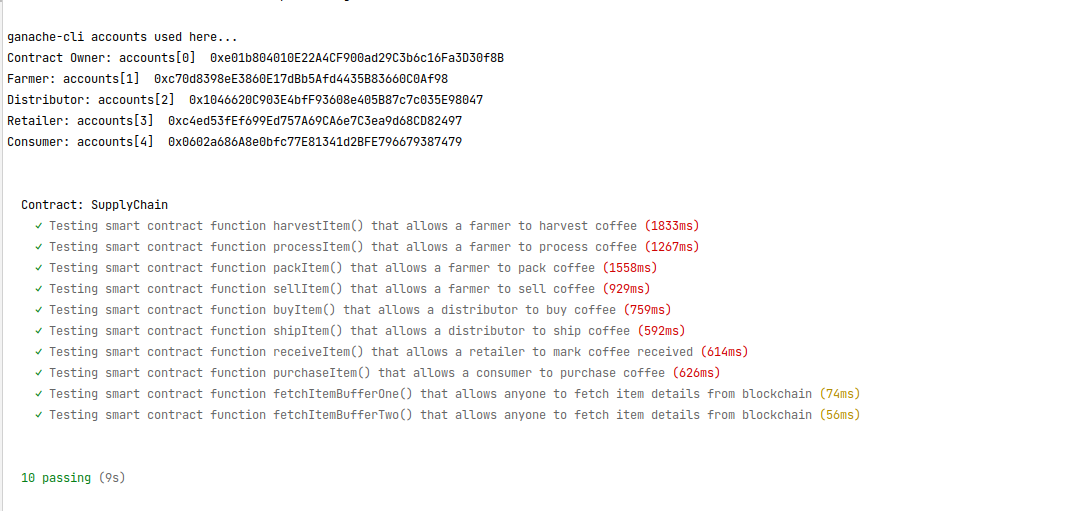 ganache-cli accounts used here...
Contract Owner: accounts[0]  0xe01b804010E22A4CF900ad29C3b6c16Fa3D30f8B
Farmer: accounts[1]  0xc70d8398eE3860E17dBb5Afd4435B83660C0Af98
Distributor: accounts[2]  0x1046620C903E4bfF93608e405B87c7c035E98047
Retailer: accounts[3]  0xc4ed53fEf699Ed757A69CA6e7C3ea9d68CD82497
Consumer: accounts[4]  0x0602a686A8e0bfc77E81341d2BFE796679387479
Contract: SupplyChain
✓ Testing smart contract function harvestItem() that allows a farmer to harvest coffee (1833ms)
✓ Testing smart contract function processItem() that allows a farmer to process coffee (1267ms)
✓ Testing smart contract function packItem() that allows a farmer to pack coffee (1558ms)
✓ Testing smart contract function sellItem() that allows a farmer to sell coffee (929ms)
✓ Testing smart contract function buyItem() that allows a distributor to buy coffee (759ms)
✓ Testing smart contract function shipItem() that allows a distributor to ship coffee (592ms)
✓ Testing smart contract function receiveItem() that allows a retailer to mark coffee received (614ms)
✓ Testing smart contract function purchaseItem() that allows a consumer to purchase coffee (626ms)
✓ Testing smart contract function fetchItemBufferOne() that allows anyone to fetch item details from blockchain (74ms)
✓ Testing smart contract function fetchItemBufferTwo() that allows anyone to fetch item details from blockchain (56ms)
10 passing (9s)